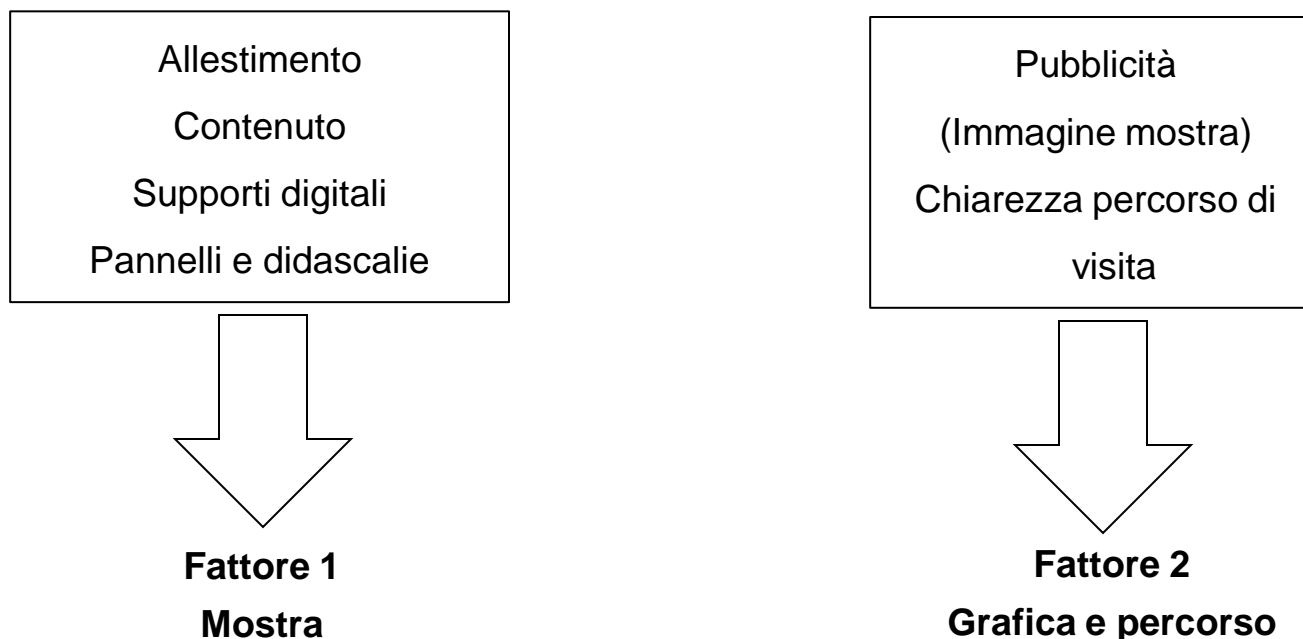 Allestimento
Contenuto
Supporti digitali
Pannelli e didascalie
Fattore 1
Mostra
Pubblicità
(Immagine mostra)
Chiarezza percorso di
visita
Fattore 2
Grafica e percorso